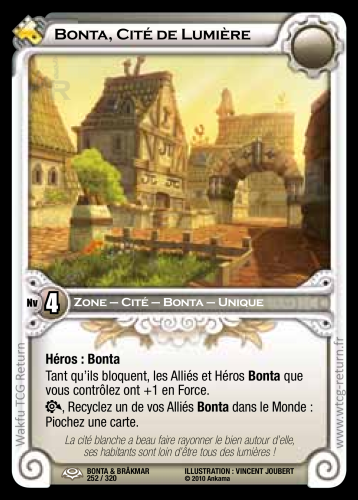 Bonta, Cité de Lumière
Nv 4
Zone – Cité – Bonta – Unique
Héros : Bonta
Tant qu'ils bloquent, les Alliés et Héros Bonta que
vous contrôlez ont +1 en Force.
, Recyclez un de vos Alliés Bonta dans le Monde :
Piochez une carte.
La cité blanche a beau faire rayonner le bien autour d'elle,
ses habitants sont loin d'être tous des lumières !
BONTA & BRÂKMAR
252 / 320
ILLUSTRATION : VINCENT JOUBERT
© 2010 Ankama
Wakfu TCG Return
www.wtcg-return.fr